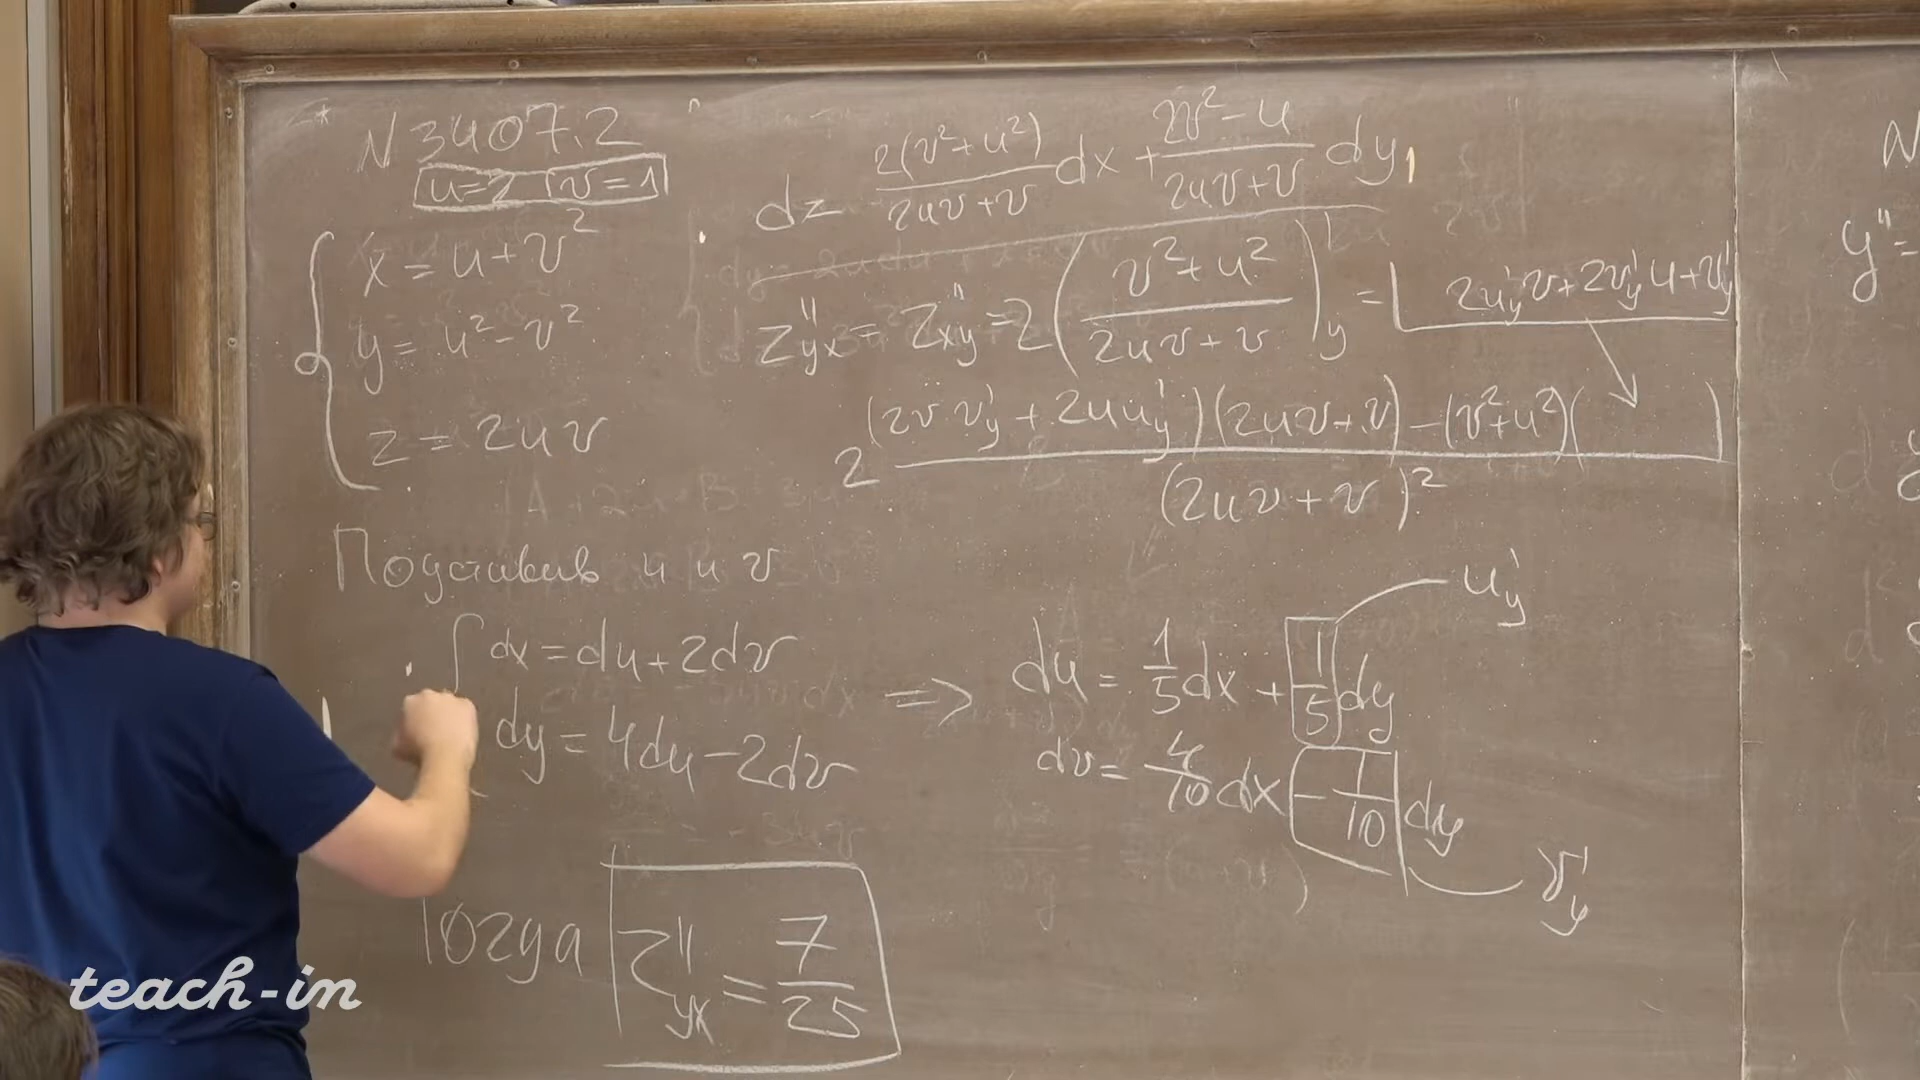 N 3407.2
u=2 v=1
x = u + v²
y = u² - v²
z = 2uv
dz = 2(v²+u²)/(2uv+v) dx + (2v²-u)/(2uv+v) dy,
z''yx = z''xy = 2((v²+u²)/(2uv+v))'y = 2u'y v + 2v'y u + v'y
2 ((2v v'y + 2u u'y)(2uv+v) - (v²+u²)( ))/(2uv+v)²
Подставив u и v
dx = du + 2dv
dy = 4du - 2dv
=> du = 1/5 dx + 1/5 dy
dv = 4/10 dx - 1/10 dy
u'y
v'y
Тогда z''yx = 7/25
N
y'' =
teach-in